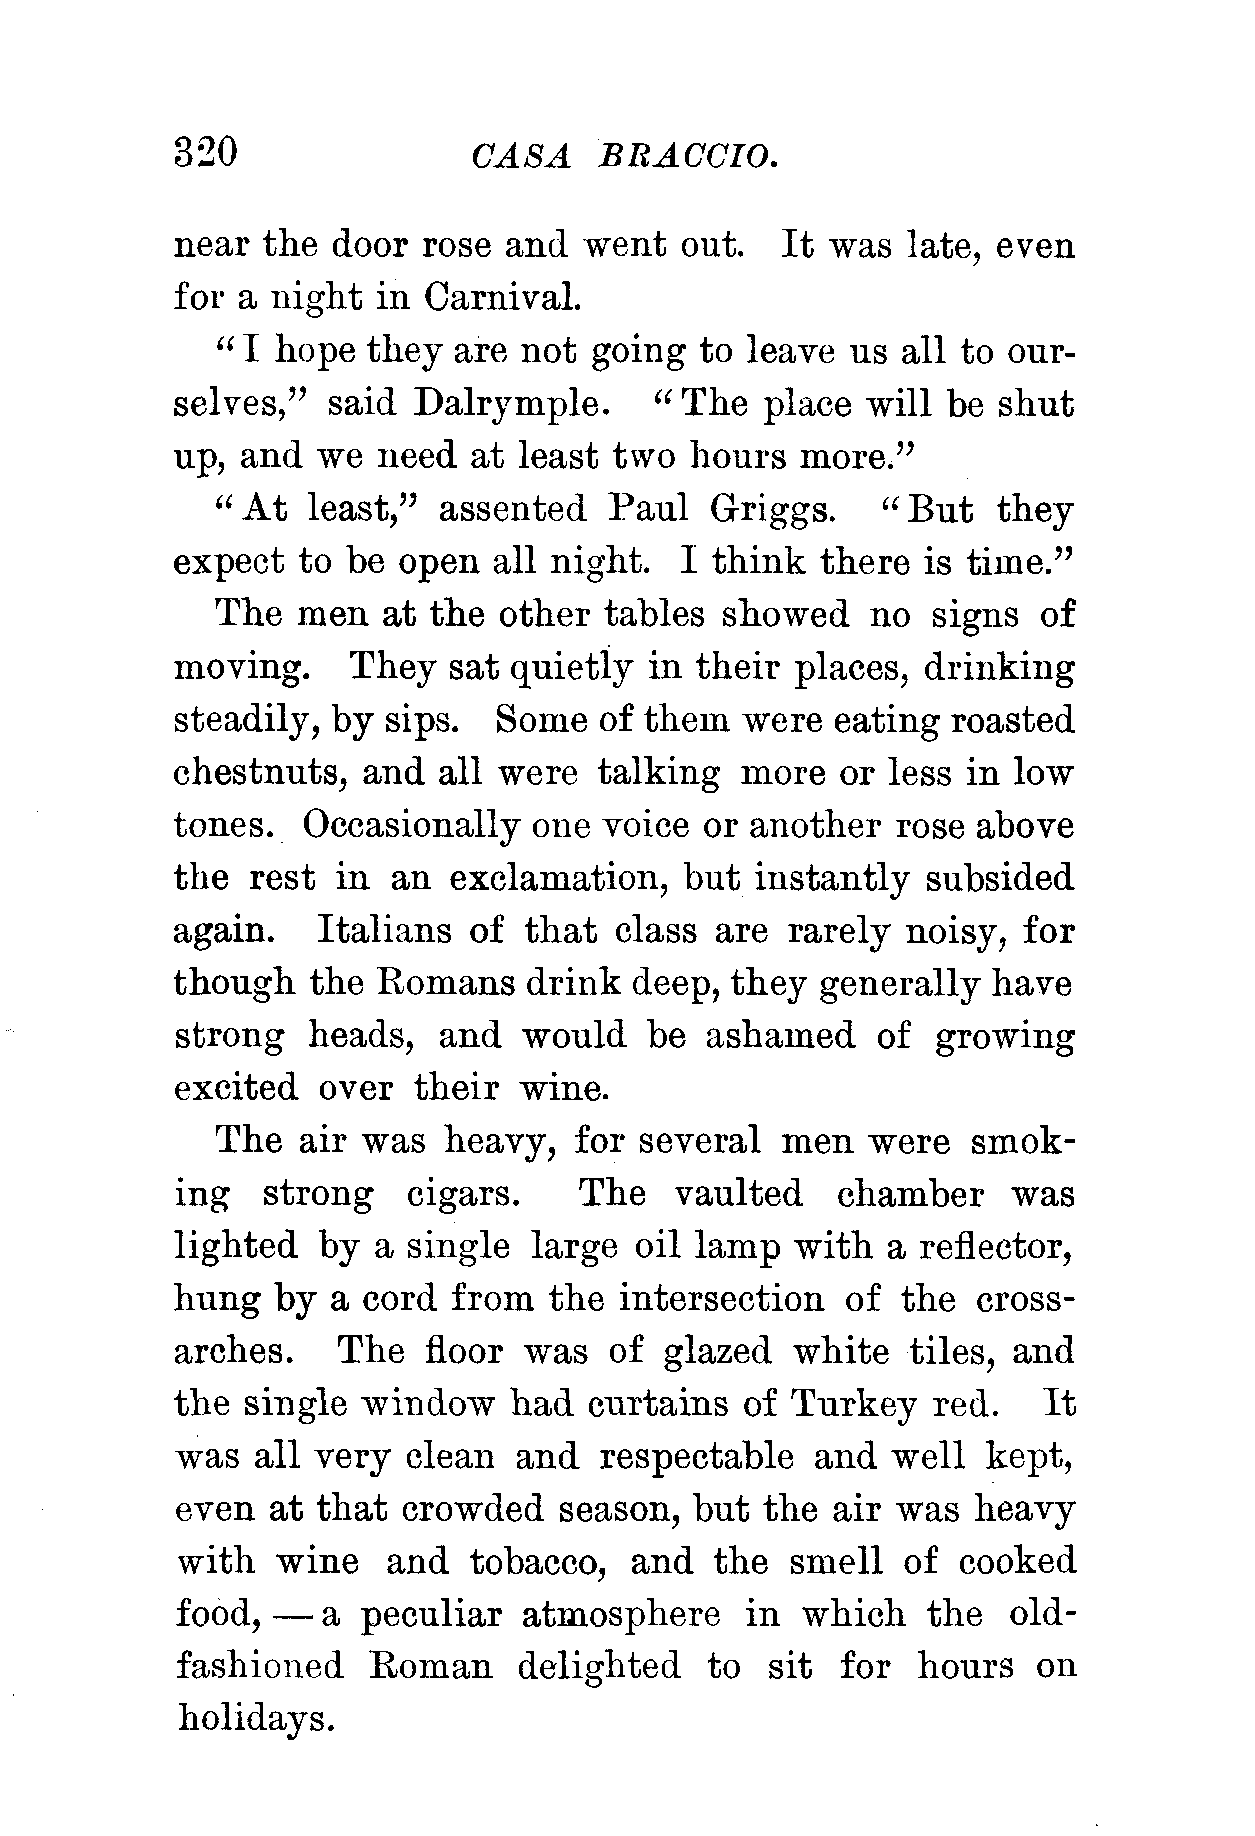 320 CASA BRACCIO.
near the door rose and went out. It was late, even
for a night in Carnival.
“I hope they are not going to leave us all to our-
selves,” said Dalrymple. “The place will be shut
up, and we need at least two hours more.”
“At least,” assented Paul Griggs. “But they
expect to be open all night. I think there is time.”
The men at the other tables showed no signs of
moving. They sat quietly in their places, drinking
steadily, by sips. Some of them were eating roasted
chestnuts, and all were talking more or less in low
tones. Occasionally one voice or another rose above
the rest in an exclamation, but instantly subsided
again. Italians of that class are rarely noisy, for
though the Romans drink deep, they generally have
strong heads, and would be ashamed of growing
excited over their wine.
The air was heavy, for several men were smok-
ing strong cigars. The vaulted chamber was
lighted by a single large oil lamp with a reflector,
hung by a cord from the intersection of the cross-
arches. The floor was of glazed white tiles, and
the single window had curtains of Turkey red. It
was all very clean and respectable and well kept,
even at that crowded season, but the air was heavy
with wine and tobacco, and the smell of cooked
food, — a peculiar atmosphere in which the old-
fashioned Roman delighted to sit for hours on
holidays.